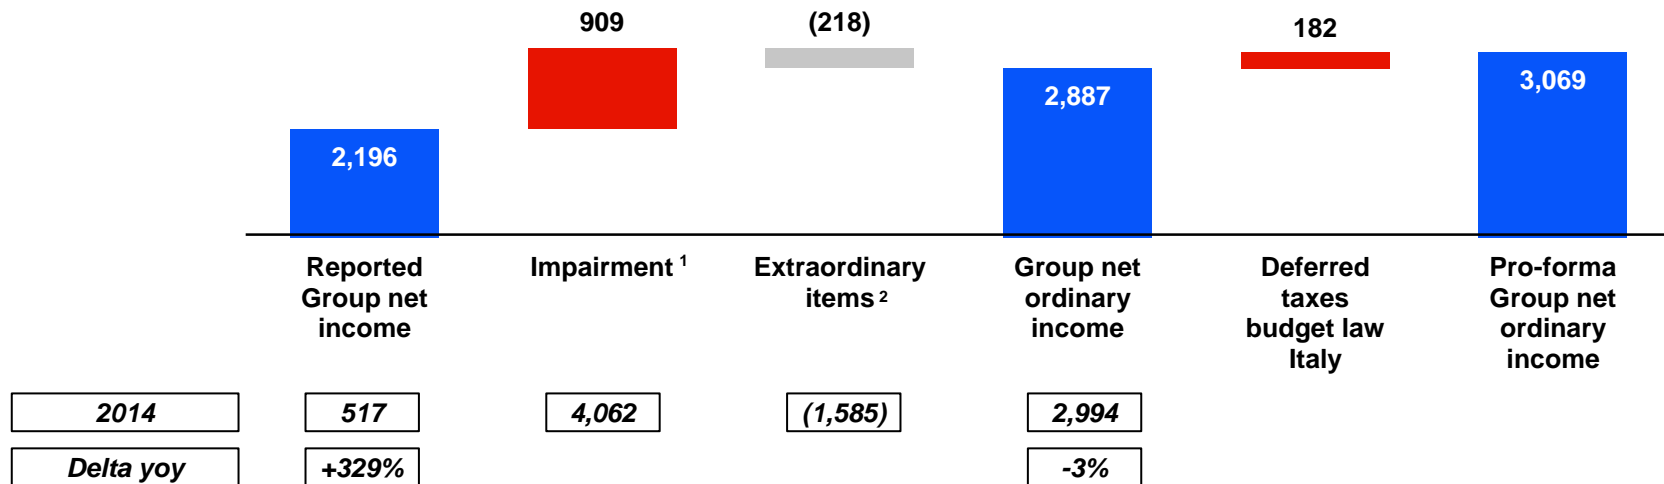 909
(218)
182
2,196
2,887
3,069
Reported
Group net
income
Impairment 1
Extraordinary
items 2
Group net
ordinary
income
Deferred
taxes
budget law
Italy
Pro-forma
Group net
ordinary
income
2014
517
4,062
(1,585)
2,994
Delta yoy
+329%
-3%